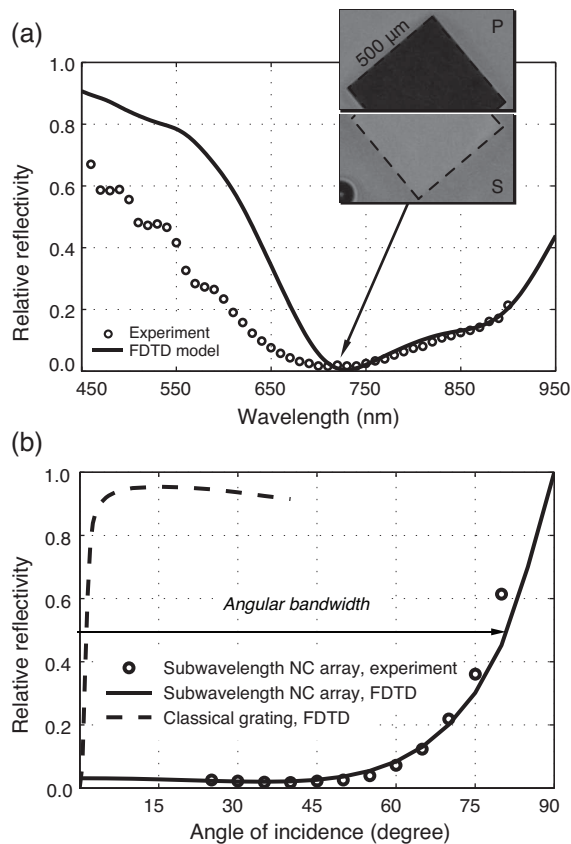 (a)
P
500 µm
S
1.0
0.8
0.6
0.4
0.2
0.0
Relative reflectivity
Experiment
FDTD model
450 550 650 750 850 950
Wavelength (nm)
(b)
1.0
0.8
0.6
0.4
0.2
0.0
Relative reflectivity
Angular bandwidth
Subwavelength NC array, experiment
Subwavelength NC array, FDTD
Classical grating, FDTD
15 30 45 60 75 90
Angle of incidence (degree)